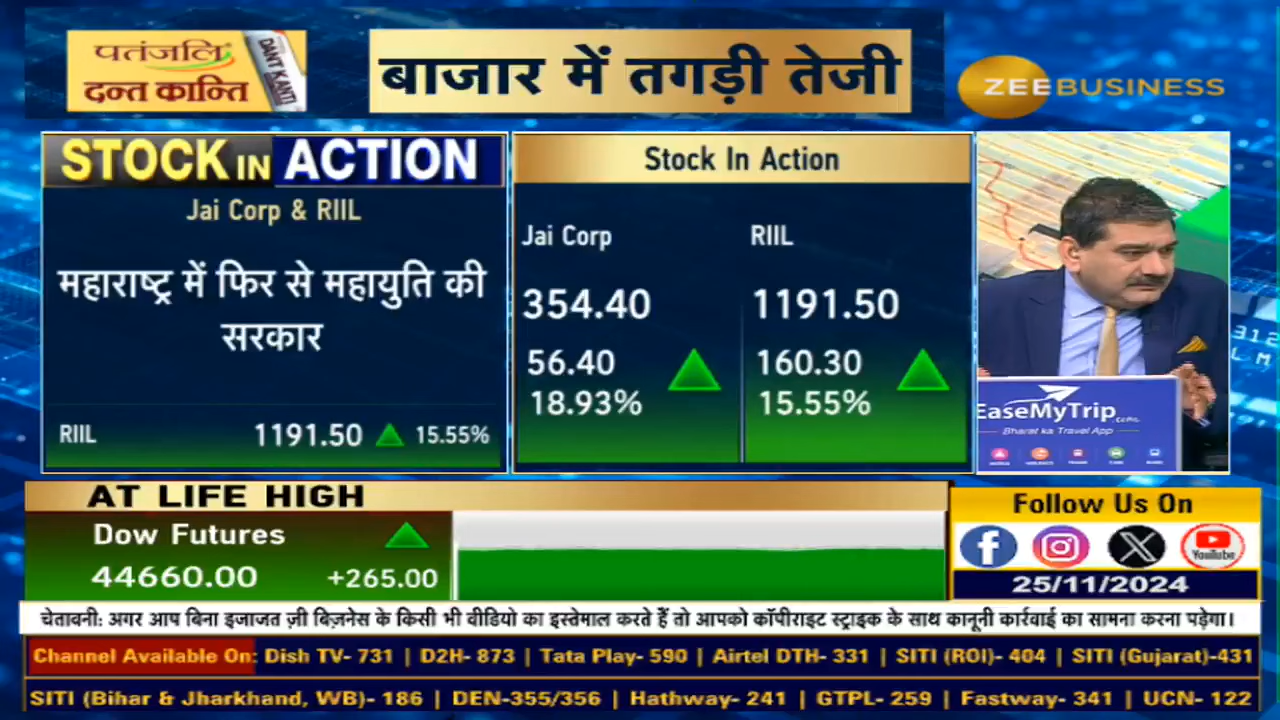 पतंजलि
दन्त कान्ति
DANT KANTI
बाजार में तगड़ी तेजी
ZEEBUSINESS
STOCK IN ACTION
Jai Corp & RIIL
महाराष्ट्र में फिर से महायुति की
सरकार
RIIL 1191.50 15.55%
Stock In Action
Jai Corp RIIL
354.40 1191.50
56.40 160.30
18.93% 15.55%
EaseMyTrip.com
Bharat ka Travel App
AT LIFE HIGH
Dow Futures
44660.00 +265.00
Follow Us On
YouTube
25/11/2024
चेतावनी: अगर आप बिना इजाजत ज़ी बिज़नेस के किसी भी वीडियो का इस्तेमाल करते हैं तो आपको कॉपीराइट स्ट्राइक के साथ कानूनी कार्रवाई का सामना करना पड़ेगा।
Channel Available On: Dish TV- 731 | D2H- 873 | Tata Play- 590 | Airtel DTH- 331 | SITI (ROI)- 404 | SITI (Gujarat)-431
SITI (Bihar & Jharkhand, WB)- 186 | DEN-355/356 | Hathway- 241 | GTPL- 259 | Fastway- 341 | UCN- 122